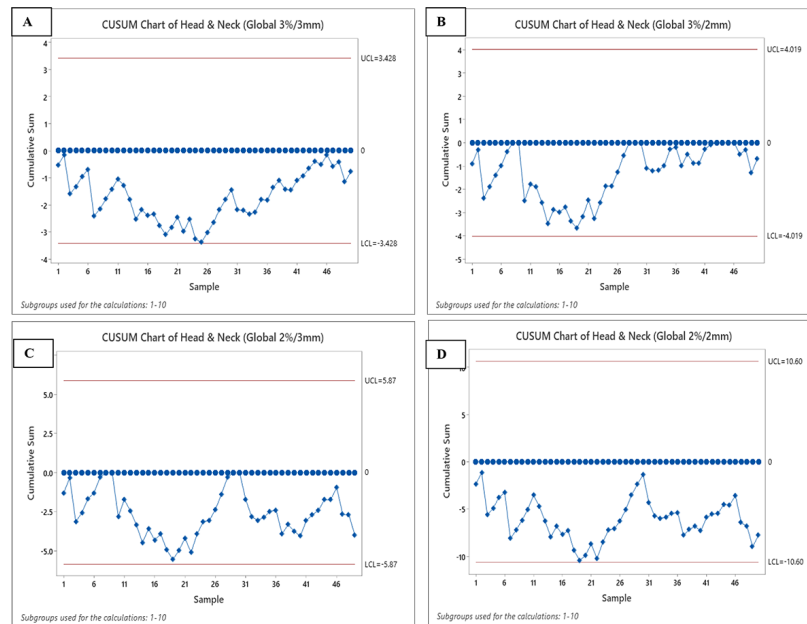 A
CUSUM Chart of Head & Neck (Global 3%/3mm)
4
3
2
1
0
-1
-2
-3
-4
Cumulative Sum
UCL=3.428
0
LCL=-3.428
1 6 11 16 21 26 31 36 41 46
Sample
Subgroups used for the calculations: 1-10
B
CUSUM Chart of Head & Neck (Global 3%/2mm)
4
3
2
1
0
-1
-2
-3
-4
-5
Cumulative Sum
UCL=4.019
0
LCL=-4.019
1 6 11 16 21 26 31 36 41 46
Sample
Subgroups used for the calculations: 1-10
C
CUSUM Chart of Head & Neck (Global 2%/3mm)
5.0
2.5
0.0
-2.5
-5.0
Cumulative Sum
UCL=5.87
0
LCL=-5.87
1 6 11 16 21 26 31 36 41 46
Sample
Subgroups used for the calculations: 1-10
D
CUSUM Chart of Head & Neck (Global 2%/2mm)
5
0
-5
-10
Cumulative Sum
UCL=10.60
0
LCL=-10.60
1 6 11 16 21 26 31 36 41 46
Sample
Subgroups used for the calculations: 1-10